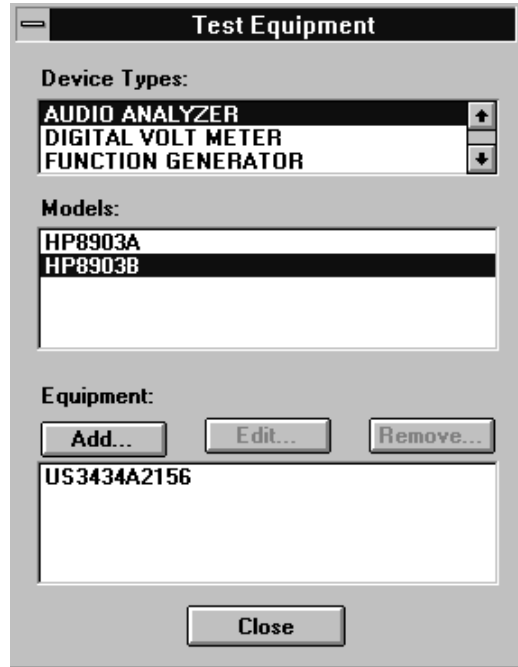 Test Equipment
Device Types:
AUDIO ANALYZER
DIGITAL VOLT METER
FUNCTION GENERATOR
Models:
HP8903A
HP8903B
Equipment:
Add... Edit... Remove...
US3434A2156
Close